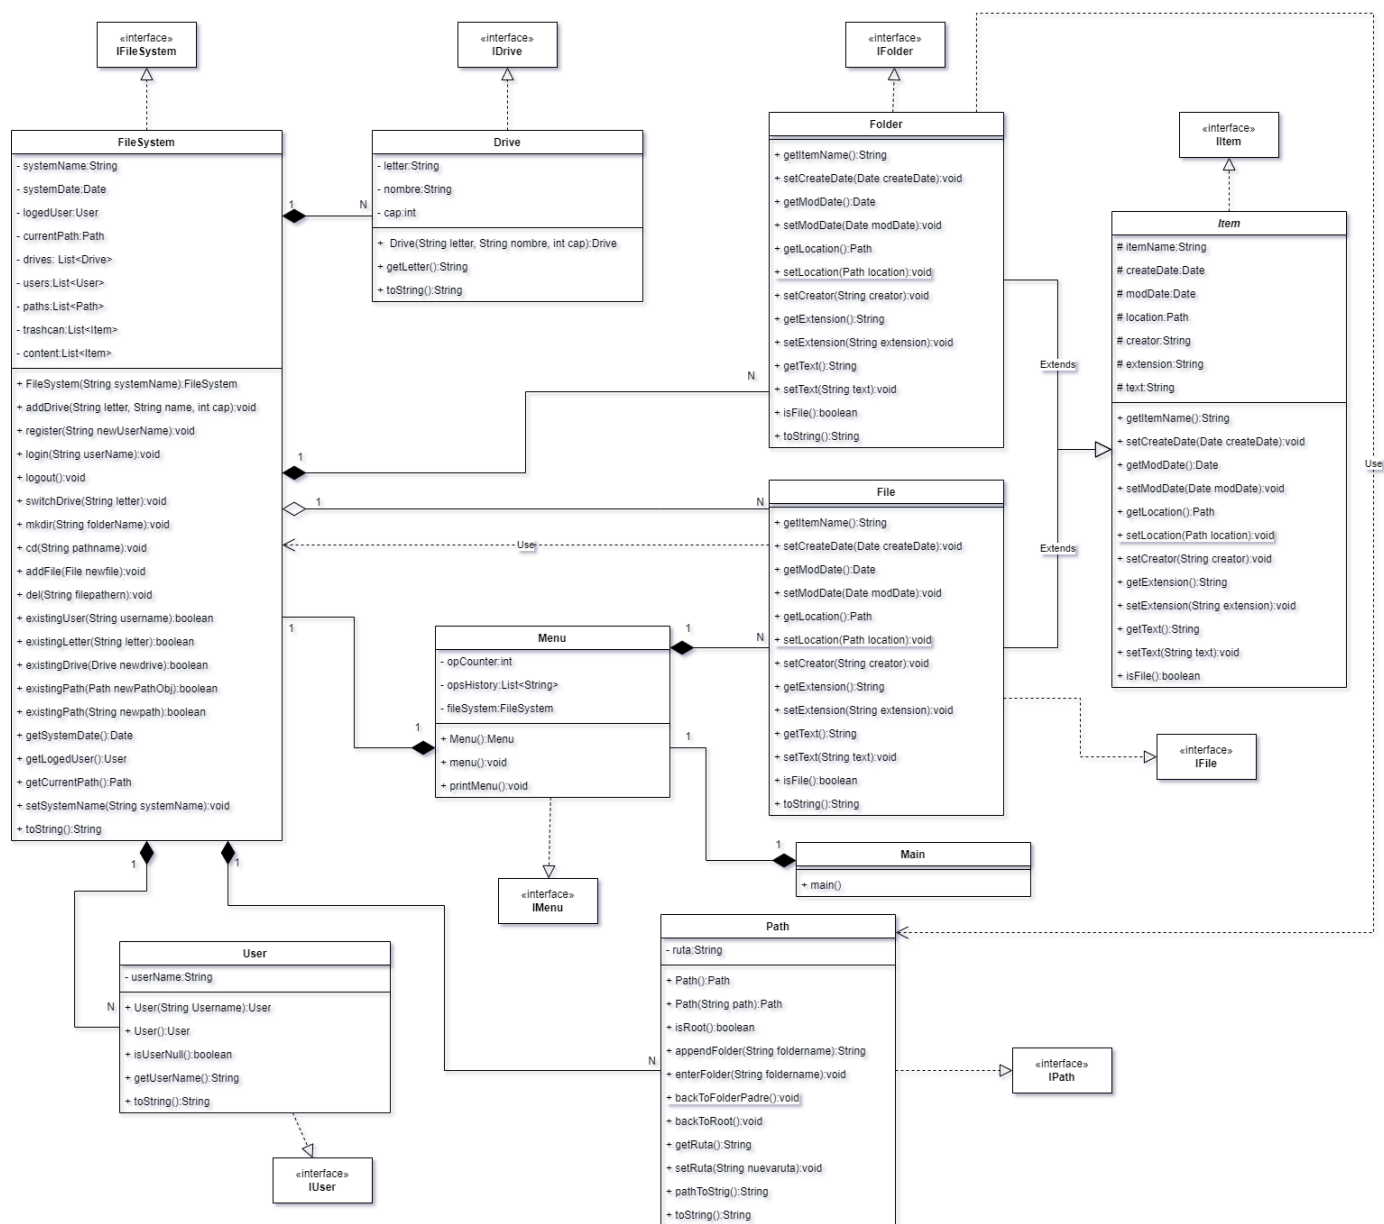 «interface»
IFileSystem
«interface»
IDrive
«interface»
IFolder
«interface»
IItem
FileSystem
- systemName:String
- systemDate:Date
- logedUser:User
- currentPath:Path
- drives: List<Drive>
- users:List<User>
- paths:List<Path>
- trashcan:List<Item>
- content:List<Item>
+ FileSystem(String systemName):FileSystem
+ addDrive(String letter, String name, int cap):void
+ register(String newUserName):void
+ login(String userName):void
+ logout():void
+ switchDrive(String letter):void
+ mkdir(String folderName):void
+ cd(String pathname):void
+ addFile(File newfile):void
+ del(String filepathern):void
+ existingUser(String username):boolean
+ existingLetter(String letter):boolean
+ existingDrive(Drive newdrive):boolean
+ existingPath(Path newPathObj):boolean
+ existingPath(String newpath):boolean
+ getSystemDate():Date
+ getLogedUser():User
+ getCurrentPath():Path
+ setSystemName(String systemName):void
+ toString():String
1
N
Drive
- letter:String
- nombre:String
- cap:int
+ Drive(String letter, String nombre, int cap):Drive
+ getLetter():String
+ toString():String
Folder
+ getItemName():String
+ setCreateDate(Date createDate):void
+ getModDate():Date
+ setModDate(Date modDate):void
+ getLocation():Path
+ setLocation(Path location):void
+ setCreator(String creator):void
+ getExtension():String
+ setExtension(String extension):void
+ getText():String
+ setText(String text):void
+ isFile():boolean
+ toString():String
Item
# itemName:String
# createDate:Date
# modDate:Date
# location:Path
# creator:String
# extension:String
# text:String
+ getItemName():String
+ setCreateDate(Date createDate):void
+ getModDate():Date
+ setModDate(Date modDate):void
+ getLocation():Path
+ setLocation(Path location):void
+ setCreator(String creator):void
+ getExtension():String
+ setExtension(String extension):void
+ getText():String
+ setText(String text):void
+ isFile():boolean
Extends
Extends
Use
N
1
1
N
Use
File
+ getItemName():String
+ setCreateDate(Date createDate):void
+ getModDate():Date
+ setModDate(Date modDate):void
+ getLocation():Path
+ setLocation(Path location):void
+ setCreator(String creator):void
+ getExtension():String
+ setExtension(String extension):void
+ getText():String
+ setText(String text):void
+ isFile():boolean
+ toString():String
1
1
1
N
1
Menu
- opCounter:int
- opsHistory:List<String>
- fileSystem:FileSystem
+ Menu():Menu
+ menu():void
+ printMenu():void
«interface»
IFile
1
Main
+ main()
«interface»
IMenu
1
1
User
- userName:String
+ User(String Username):User
+ User():User
+ isUserNull():boolean
+ getUserName():String
+ toString():String
N
«interface»
IUser
N
Path
- ruta:String
+ Path():Path
+ Path(String path):Path
+ isRoot():boolean
+ appendFolder(String foldername):String
+ enterFolder(String foldername):void
+ backToFolderPadre():void
+ backToRoot():void
+ getRuta():String
+ setRuta(String nuevaruta):void
+ pathToStrig():String
+ toString():String
«interface»
IPath